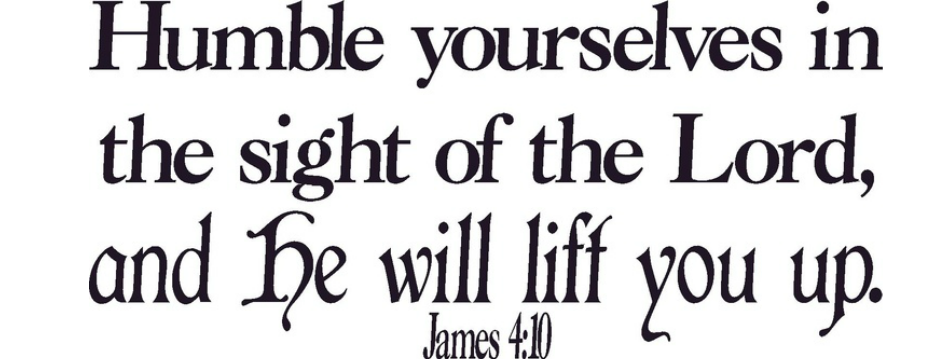 Humble yourselves in
the sight of the Lord,
and He will lift you up.
James 4:10